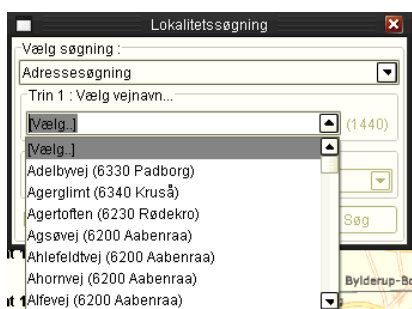 Lokalitetssøgning
Vælg søgning :
Adressesøgning
Trin 1 : Vælg vejnavn...
[Vælg..] (1440)
[Vælg..]
Adelbyvej (6330 Padborg)
Agerglimt (6340 Kruså)
Agertoften (6230 Rødekro)
Søg
Agsøvej (6200 Aabenraa)
Ahlefeldtvej (6200 Aabenraa)
Ahornvej (6200 Aabenraa)
Bylderup-Bo
Alfevej (6200 Aabenraa)